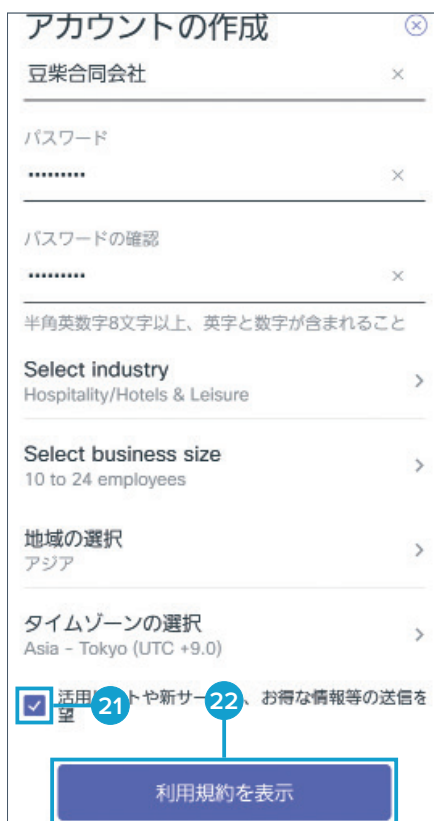 アカウントの作成
豆柴合同会社
パスワード
•••••••••
パスワードの確認
•••••••••
半角英数字8文字以上、英字と数字が含まれること
Select industry
Hospitality/Hotels & Leisure
Select business size
10 to 24 employees
地域の選択
アジア
タイムゾーンの選択
Asia - Tokyo (UTC +9.0)
活用 21 トや新サー 22 、お得な情報等の送信を
望
利用規約を表示